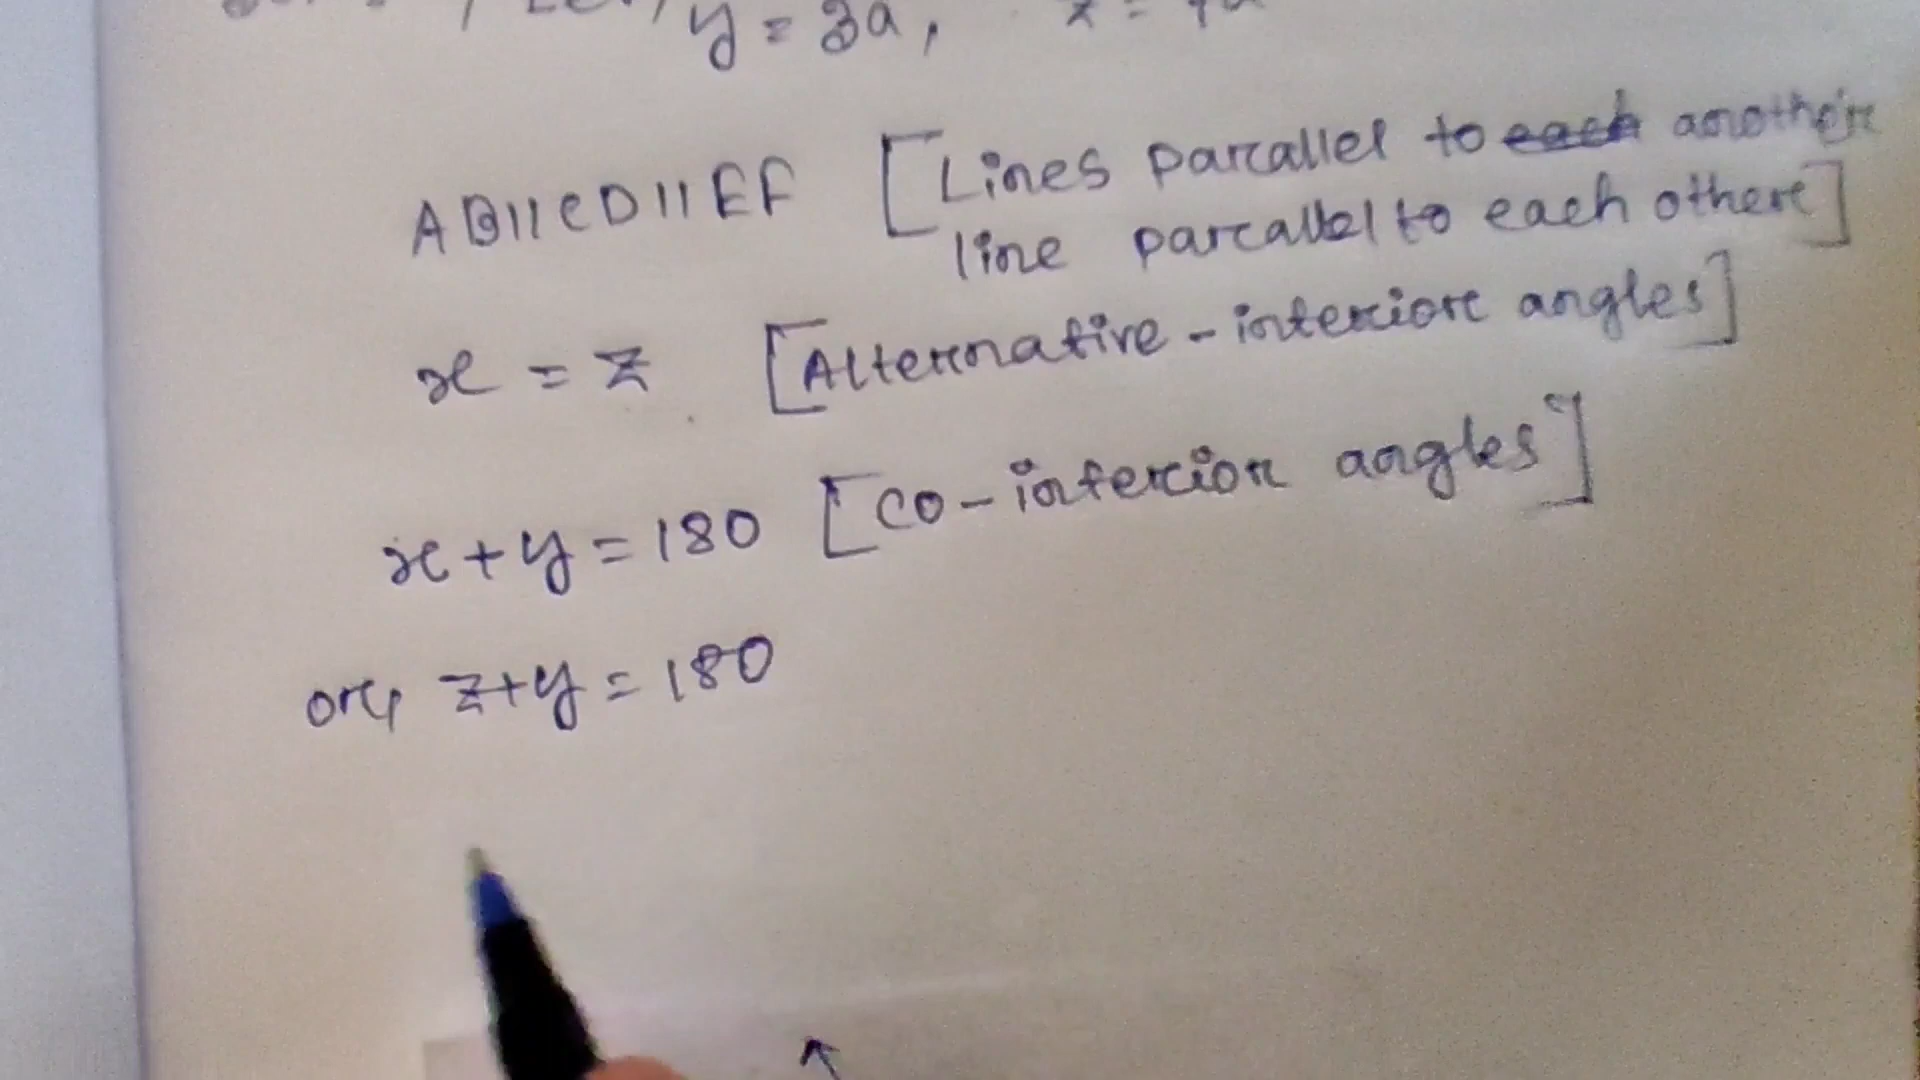 y = 3a,
AB||CD||EF [Lines parallel to each another
line parallel to each other]
x = z [Alternative-interior angles]
x+y=180 [co-interior angles]
or, z+y=180